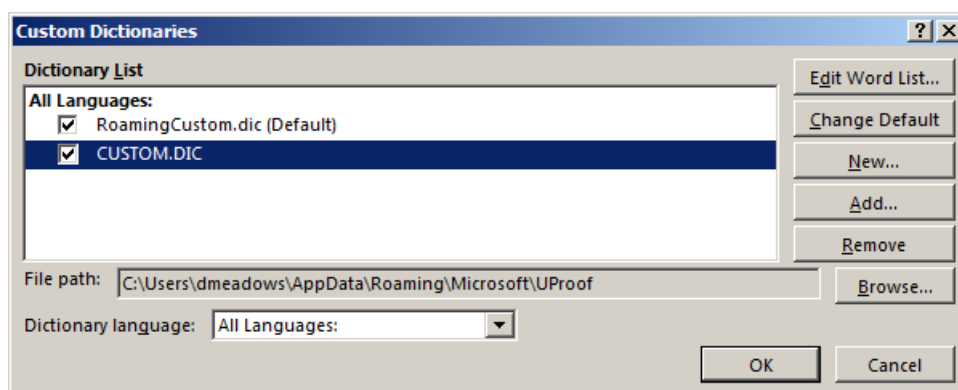 Custom Dictionaries
Dictionary List
Edit Word List...
All Languages:
RoamingCustom.dic (Default)
Change Default
CUSTOM.DIC
New...
Add...
Remove
File path: C:\Users\dmeadows\AppData\Roaming\Microsoft\UProof
Browse...
Dictionary language: All Languages:
OK
Cancel